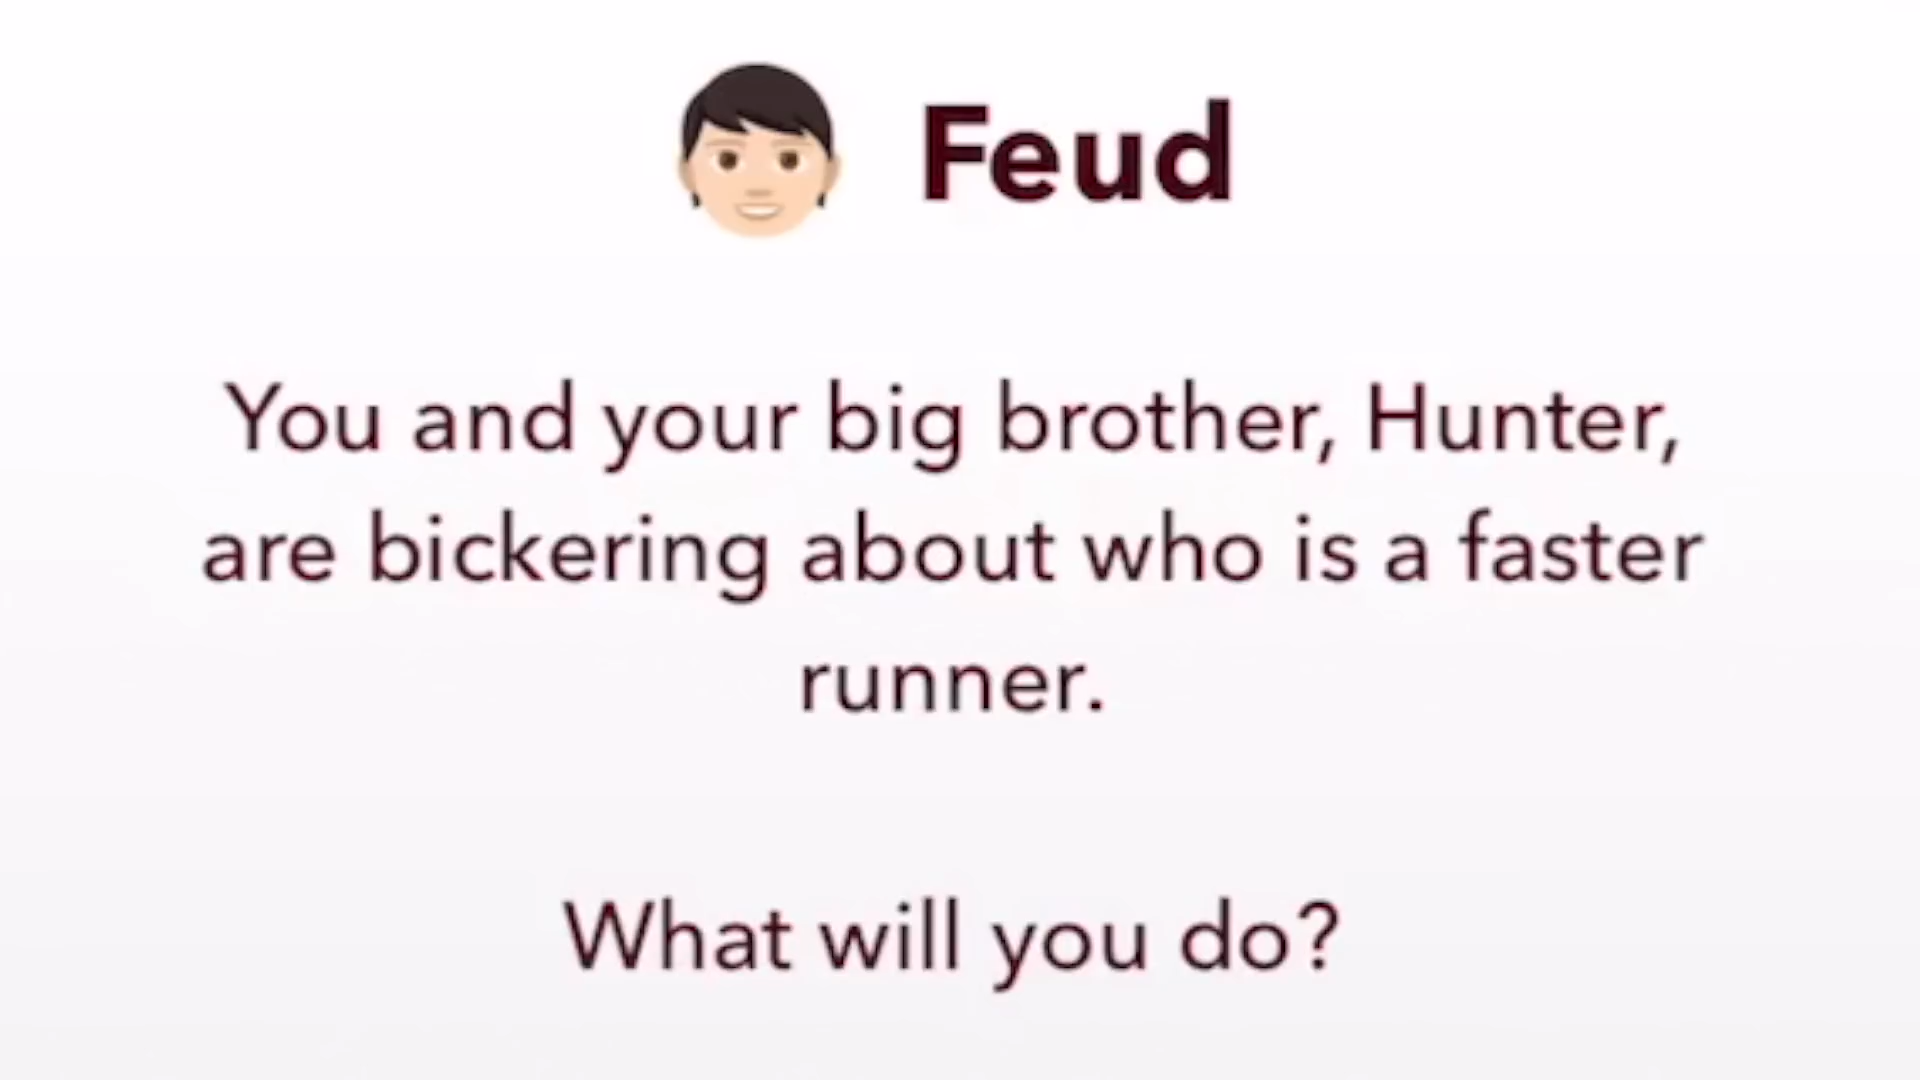 Feud
You and your big brother, Hunter,
are bickering about who is a faster
runner.
What will you do?